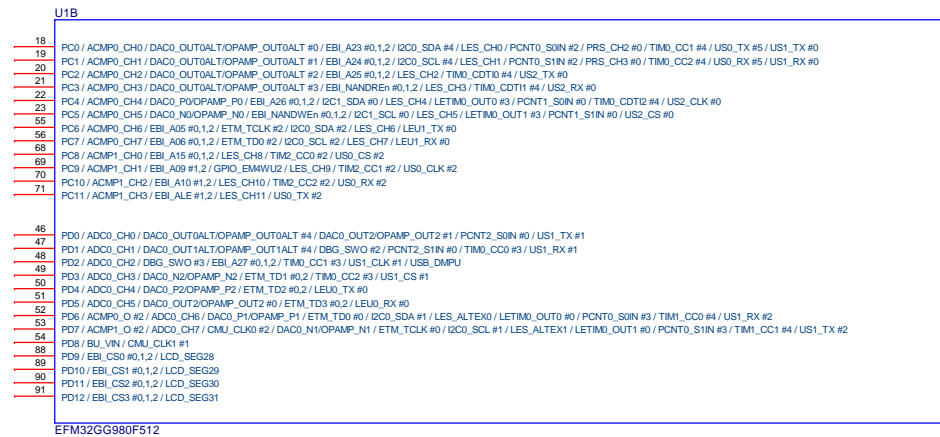 U1B
18 PC0 / ACMP0_CH0 / DAC0_OUT0ALT/OPAMP_OUT0ALT #0 / EBI_A23 #0,1,2 / I2C0_SDA #4 / LES_CH0 / PCNT0_S0IN #2 / PRS_CH2 #0 / TIM0_CC1 #4 / US0_TX #5 / US1_TX #0
19 PC1 / ACMP0_CH1 / DAC0_OUT0ALT/OPAMP_OUT0ALT #1 / EBI_A24 #0,1,2 / I2C0_SCL #4 / LES_CH1 / PCNT0_S1IN #2 / PRS_CH3 #0 / TIM0_CC2 #4 / US0_RX #5 / US1_RX #0
20 PC2 / ACMP0_CH2 / DAC0_OUT0ALT/OPAMP_OUT0ALT #2 / EBI_A25 #0,1,2 / LES_CH2 / TIM0_CDTI0 #4 / US2_TX #0
21 PC3 / ACMP0_CH3 / DAC0_OUT0ALT/OPAMP_OUT0ALT #3 / EBI_NANDREn #0,1,2 / LES_CH3 / TIM0_CDTI1 #4 / US2_RX #0
22 PC4 / ACMP0_CH4 / DAC0_P0/OPAMP_P0 / EBI_A26 #0,1,2 / I2C1_SDA #0 / LES_CH4 / LETIM0_OUT0 #3 / PCNT1_S0IN #0 / TIM0_CDTI2 #4 / US2_CLK #0
23 PC5 / ACMP0_CH5 / DAC0_N0/OPAMP_N0 / EBI_NANDWEn #0,1,2 / I2C1_SCL #0 / LES_CH5 / LETIM0_OUT1 #3 / PCNT1_S1IN #0 / US2_CS #0
55 PC6 / ACMP0_CH6 / EBI_A05 #0,1,2 / ETM_TCLK #2 / I2C0_SDA #2 / LES_CH6 / LEU1_TX #0
56 PC7 / ACMP0_CH7 / EBI_A06 #0,1,2 / ETM_TD0 #2 / I2C0_SCL #2 / LES_CH7 / LEU1_RX #0
68 PC8 / ACMP1_CH0 / EBI_A15 #0,1,2 / LES_CH8 / TIM2_CC0 #2 / US0_CS #2
69 PC9 / ACMP1_CH1 / EBI_A09 #1,2 / GPIO_EM4WU2 / LES_CH9 / TIM2_CC1 #2 / US0_CLK #2
70 PC10 / ACMP1_CH2 / EBI_A10 #1,2 / LES_CH10 / TIM2_CC2 #2 / US0_RX #2
71 PC11 / ACMP1_CH3 / EBI_ALE #1,2 / LES_CH11 / US0_TX #2
46 PD0 / ADC0_CH0 / DAC0_OUT0ALT/OPAMP_OUT0ALT #4 / DAC0_OUT2/OPAMP_OUT2 #1 / PCNT2_S0IN #0 / US1_TX #1
47 PD1 / ADC0_CH1 / DAC0_OUT1ALT/OPAMP_OUT1ALT #4 / DBG_SWO #2 / PCNT2_S1IN #0 / TIM0_CC0 #3 / US1_RX #1
48 PD2 / ADC0_CH2 / DBG_SWO #3 / EBI_A27 #0,1,2 / TIM0_CC1 #3 / US1_CLK #1 / USB_DMPU
49 PD3 / ADC0_CH3 / DAC0_N2/OPAMP_N2 / ETM_TD1 #0,2 / TIM0_CC2 #3 / US1_CS #1
50 PD4 / ADC0_CH4 / DAC0_P2/OPAMP_P2 / ETM_TD2 #0,2 / LEU0_TX #0
51 PD5 / ADC0_CH5 / DAC0_OUT2/OPAMP_OUT2 #0 / ETM_TD3 #0,2 / LEU0_RX #0
52 PD6 / ACMP0_O #2 / ADC0_CH6 / DAC0_P1/OPAMP_P1 / ETM_TD0 #0 / I2C0_SDA #1 / LES_ALTEX0 / LETIM0_OUT0 #0 / PCNT0_S0IN #3 / TIM1_CC0 #4 / US1_RX #2
53 PD7 / ACMP1_O #2 / ADC0_CH7 / CMU_CLK0 #2 / DAC0_N1/OPAMP_N1 / ETM_TCLK #0 / I2C0_SCL #1 / LES_ALTEX1 / LETIM0_OUT1 #0 / PCNT0_S1IN #3 / TIM1_CC1 #4 / US1_TX #2
54 PD8 / BU_VIN / CMU_CLK1 #1
88 PD9 / EBI_CS0 #0,1,2 / LCD_SEG28
89 PD10 / EBI_CS1 #0,1,2 / LCD_SEG29
90 PD11 / EBI_CS2 #0,1,2 / LCD_SEG30
91 PD12 / EBI_CS3 #0,1,2 / LCD_SEG31
EFM32GG980F512